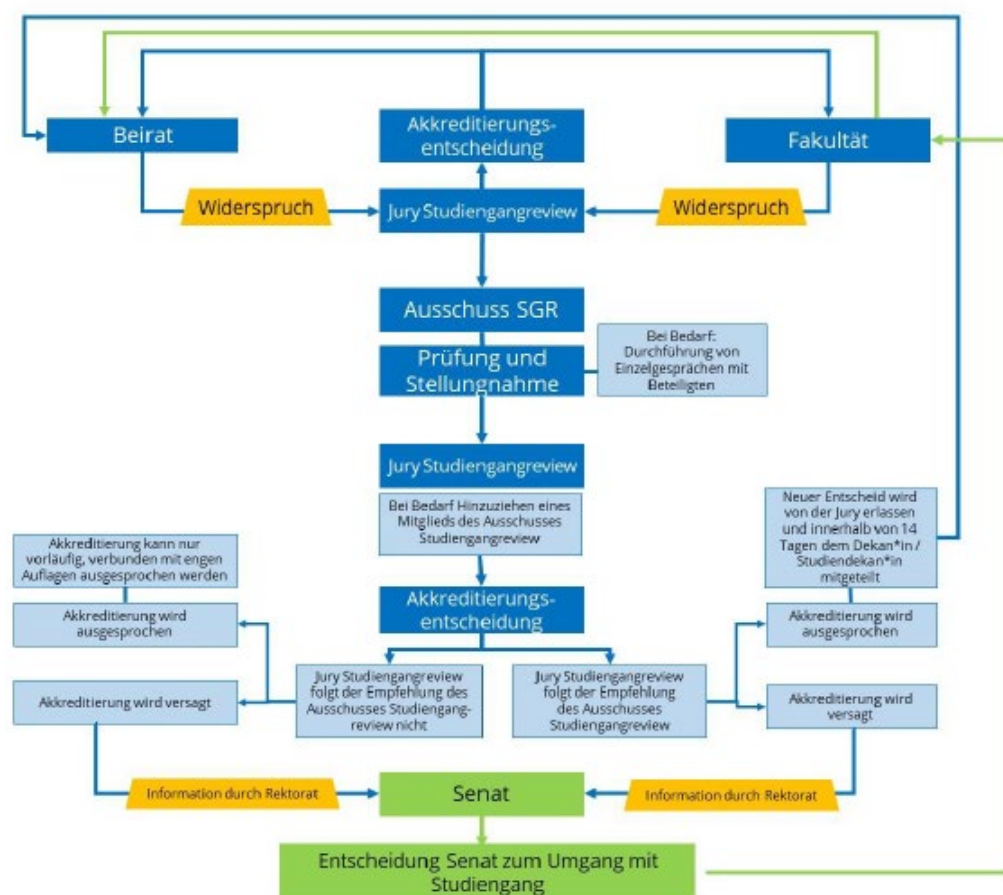 Beirat
Akkreditierungs-
entscheidung
Fakultät
Widerspruch
Jury Studiengangreview
Widerspruch
Ausschuss SGR
Prüfung und
Stellungnahme
Bei Bedarf:
Durchführung von
Einzelgesprächen mit
Beteiligten
Jury Studiengangreview
Bei Bedarf Hinzuziehen eines
Mitglieds des Ausschusses
Studiengangreview
Neuer Entscheid wird
von der Jury erlassen
und innerhalb von 14
Tagen dem Dekan*in /
Studiendekan*in
mitgeteilt
Akkreditierung kann nur
vorläufig, verbunden mit engen
Auflagen ausgesprochen werden
Akkreditierungs-
entscheidung
Akkreditierung wird
ausgesprochen
Akkreditierung wird
ausgesprochen
Jury Studiengangreview
folgt der Empfehlung des
Ausschusses Studiengang-
review nicht
Jury Studiengangreview
folgt der Empfehlung
des Ausschusses
Studiengangreview
Akkreditierung wird versagt
Akkreditierung wird
versagt
Information durch Rektorat
Senat
Information durch Rektorat
Entscheidung Senat zum Umgang mit
Studiengang